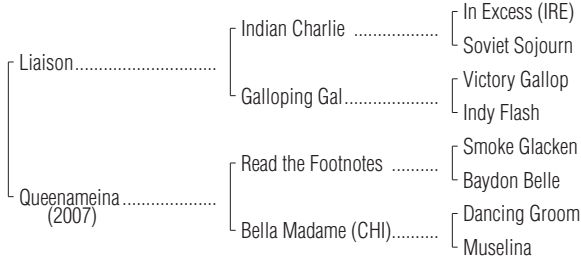 In Excess (IRE)
Indian Charlie ..................
Soviet Sojourn
Liaison..............................
Victory Gallop
Galloping Gal....................
Indy Flash
Smoke Glacken
Read the Footnotes ..........
Baydon Belle
Queenameina....................
(2007)
Dancing Groom
Bella Madame (CHI)..........
Muselina